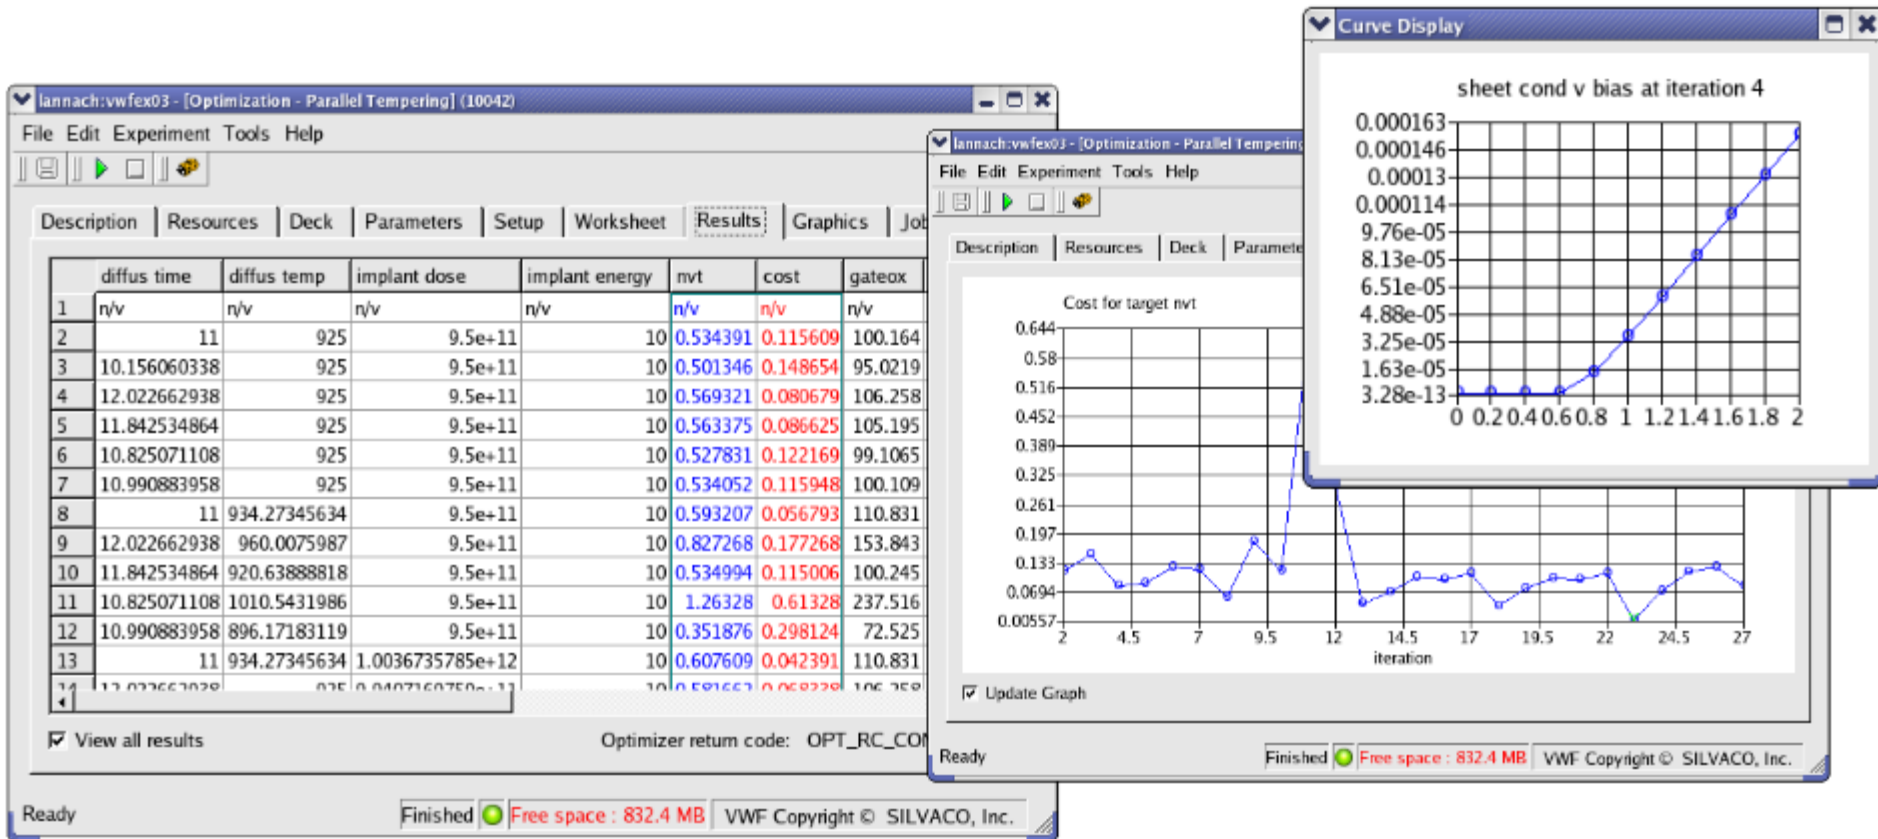 lannach:vwfex03 - [Optimization - Parallel Tempering] (10042)
File Edit Experiment Tools Help
Description Resources Deck Parameters Setup Worksheet Results Graphics
diffus time diffus temp implant dose implant energy nvt cost gateox
1 n/v n/v n/v n/v n/v n/v n/v
2 11 925 9.5e+11 10 0.534391 0.115609 100.164
3 10.156060338 925 9.5e+11 10 0.501346 0.148654 95.0219
4 12.022662938 925 9.5e+11 10 0.569321 0.080679 106.258
5 11.842534864 925 9.5e+11 10 0.563375 0.086625 105.195
6 10.825071108 925 9.5e+11 10 0.527831 0.122169 99.1065
7 10.990883958 925 9.5e+11 10 0.534052 0.115948 100.109
8 11 934.27345634 9.5e+11 10 0.593207 0.056793 110.831
9 12.022662938 960.0075987 9.5e+11 10 0.827268 0.177268 153.843
10 11.842534864 920.63888818 9.5e+11 10 0.534994 0.115006 100.245
11 10.825071108 1010.5431986 9.5e+11 10 1.26328 0.61328 237.516
12 10.990883958 896.17183119 9.5e+11 10 0.351876 0.298124 72.525
13 11 934.27345634 1.0036735785e+12 10 0.607609 0.042391 110.831
View all results
Optimizer return code: OPT_RC_CO
Ready
Finished Free space : 832.4 MB VWF Copyright © SILVACO, Inc.
lannach:vwfex03 - [Optimization - Parallel Tempering
File Edit Experiment Tools Help
Description Resources Deck Paramete
Cost for target nvt
0.644
0.58
0.516
0.452
0.389
0.325
0.261
0.197
0.133
0.0694
0.00557
2 4.5 7 9.5 12 14.5 17 19.5 22 24.5 27
iteration
Update Graph
Ready
Finished Free space : 832.4 MB VWF Copyright © SILVACO, Inc.
Curve Display
sheet cond v bias at iteration 4
0.000163
0.000146
0.00013
0.000114
9.76e-05
8.13e-05
6.51e-05
4.88e-05
3.25e-05
1.63e-05
3.28e-13
0 0.2 0.4 0.6 0.8 1 1.2 1.4 1.6 1.8 2